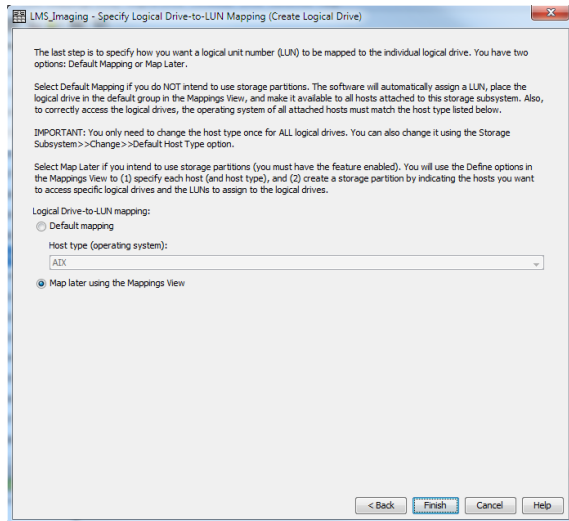 LMS_Imaging - Specify Logical Drive-to-LUN Mapping (Create Logical Drive)
The last step is to specify how you want a logical unit number (LUN) to be mapped to the individual logical drive. You have two
options: Default Mapping or Map Later.
Select Default Mapping if you do NOT intend to use storage partitions. The software will automatically assign a LUN, place the
logical drive in the default group in the Mappings View, and make it available to all hosts attached to this storage subsystem. Also,
to correctly access the logical drives, the operating system of all attached hosts must match the host type listed below.
IMPORTANT: You only need to change the host type once for ALL logical drives. You can also change it using the Storage
Subsystem>>Change>>Default Host Type option.
Select Map Later if you intend to use storage partitions (you must have the feature enabled). You will use the Define options in
the Mappings View to (1) specify each host (and host type), and (2) create a storage partition by indicating the hosts you want
to access specific logical drives and the LUNs to assign to the logical drives.
Logical Drive-to-LUN mapping:
Default mapping
Host type (operating system):
AIX
Map later using the Mappings View
< Back Finish Cancel Help